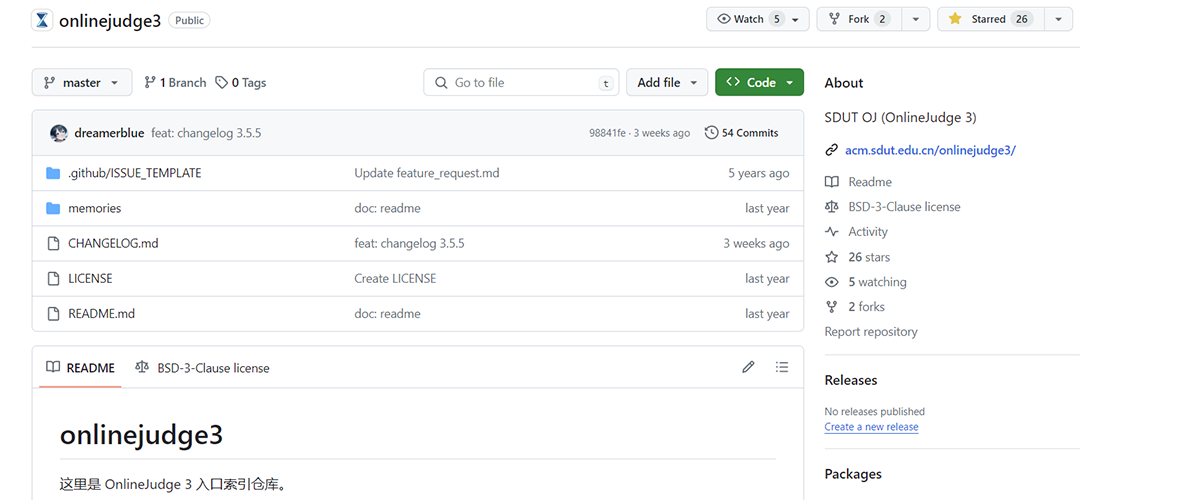 onlinejudge3 Public Watch 5 Fork 2 Starred 26
master 1 Branch 0 Tags Go to file t Add file Code
dreamerblue feat: changelog 3.5.5 98841fe · 3 weeks ago 54 Commits
.github/ISSUE_TEMPLATE Update feature_request.md 5 years ago
memories doc: readme last year
CHANGELOG.md feat: changelog 3.5.5 3 weeks ago
LICENSE Create LICENSE last year
README.md doc: readme last year
README BSD-3-Clause license
onlinejudge3
这里是 OnlineJudge 3 入口索引仓库。
About
SDUT OJ (OnlineJudge 3)
acm.sdut.edu.cn/onlinejudge3/
Readme
BSD-3-Clause license
Activity
26 stars
5 watching
2 forks
Report repository
Releases
No releases published
Create a new release
Packages